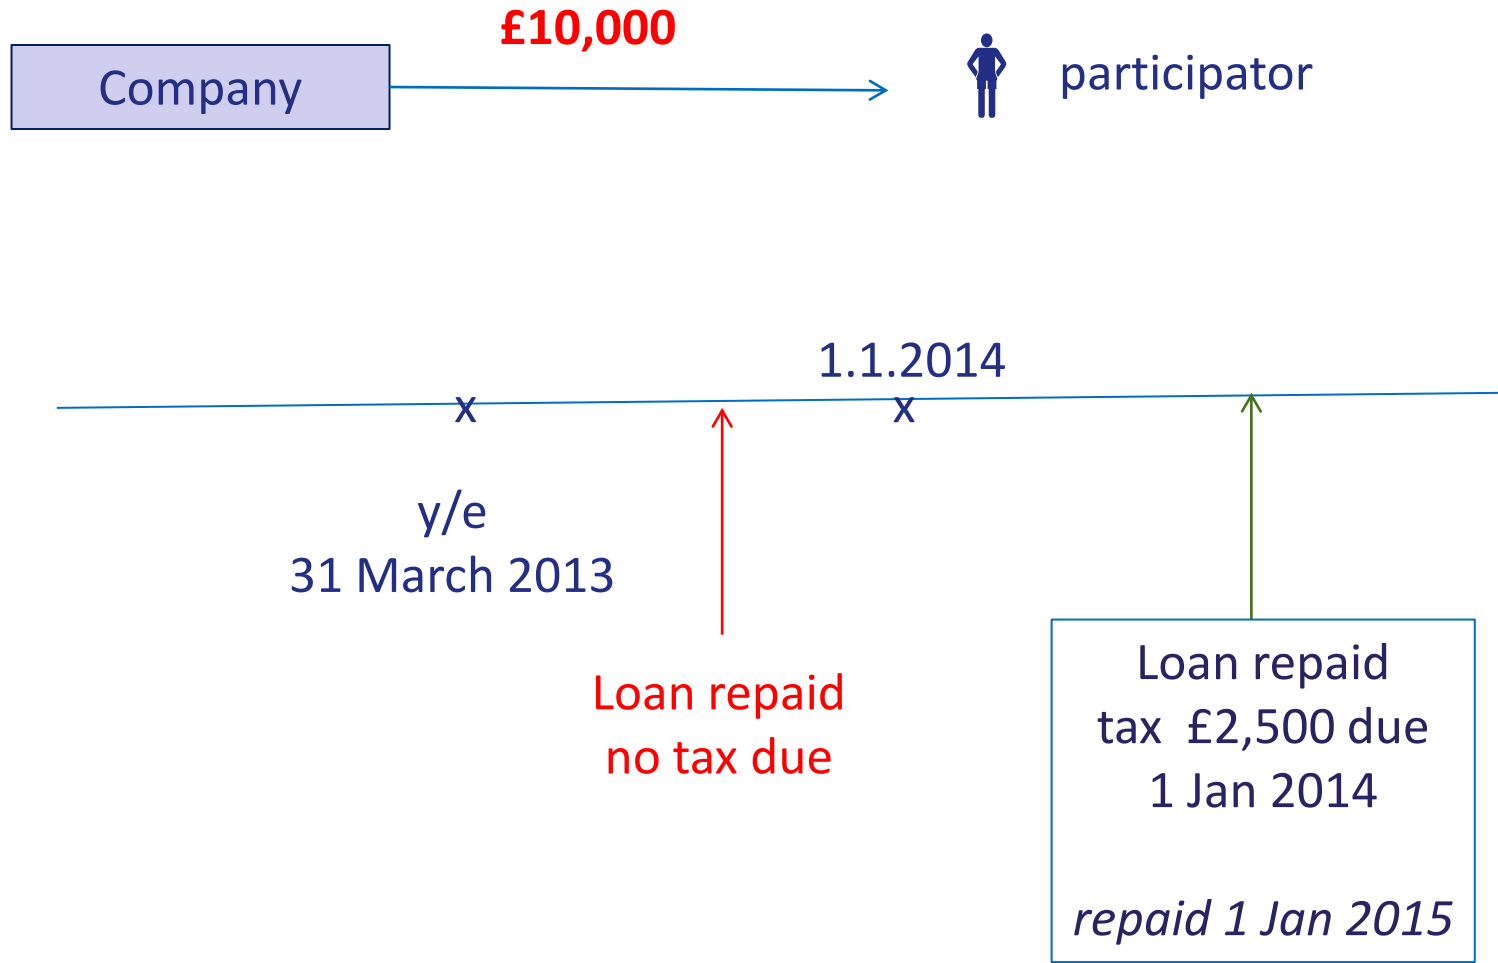 £10,000
Company
participator
1.1.2014
x
x
y/e
31 March 2013
Loan repaid
no tax due
Loan repaid
tax £2,500 due
1 Jan 2014
repaid 1 Jan 2015